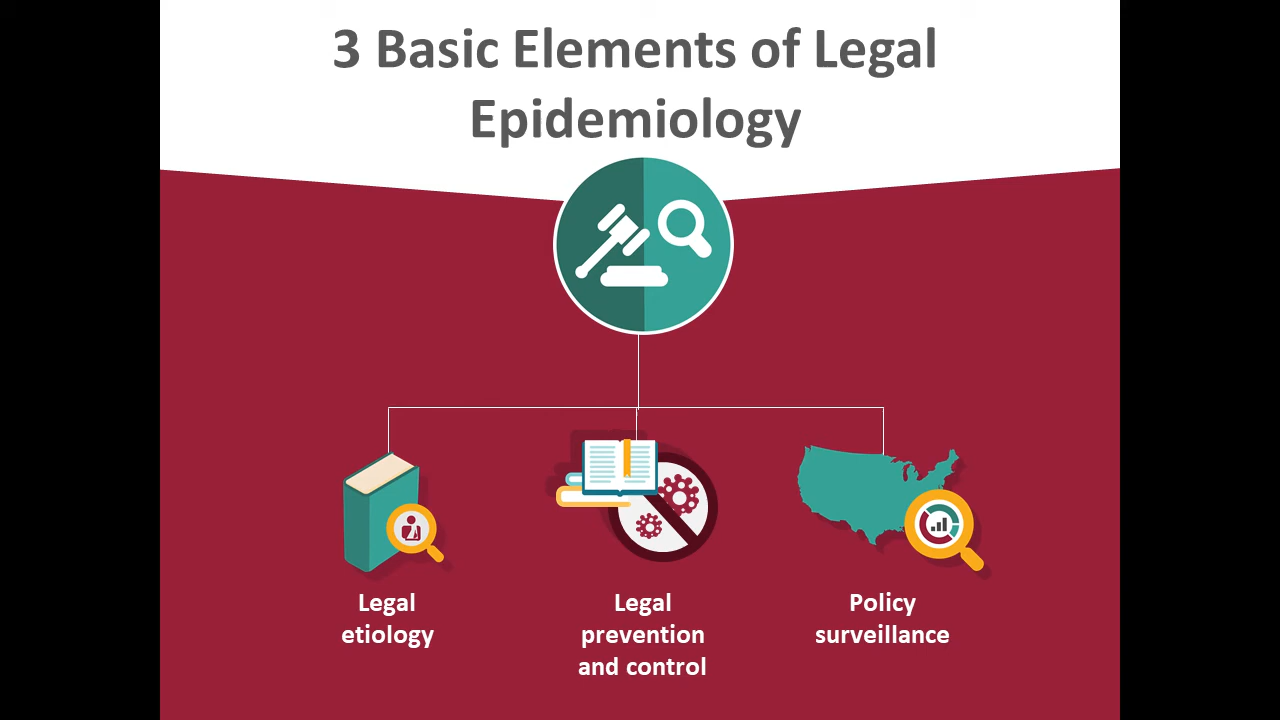 3 Basic Elements of Legal
Epidemiology
Legal
etiology
Legal
prevention
and control
Policy
surveillance